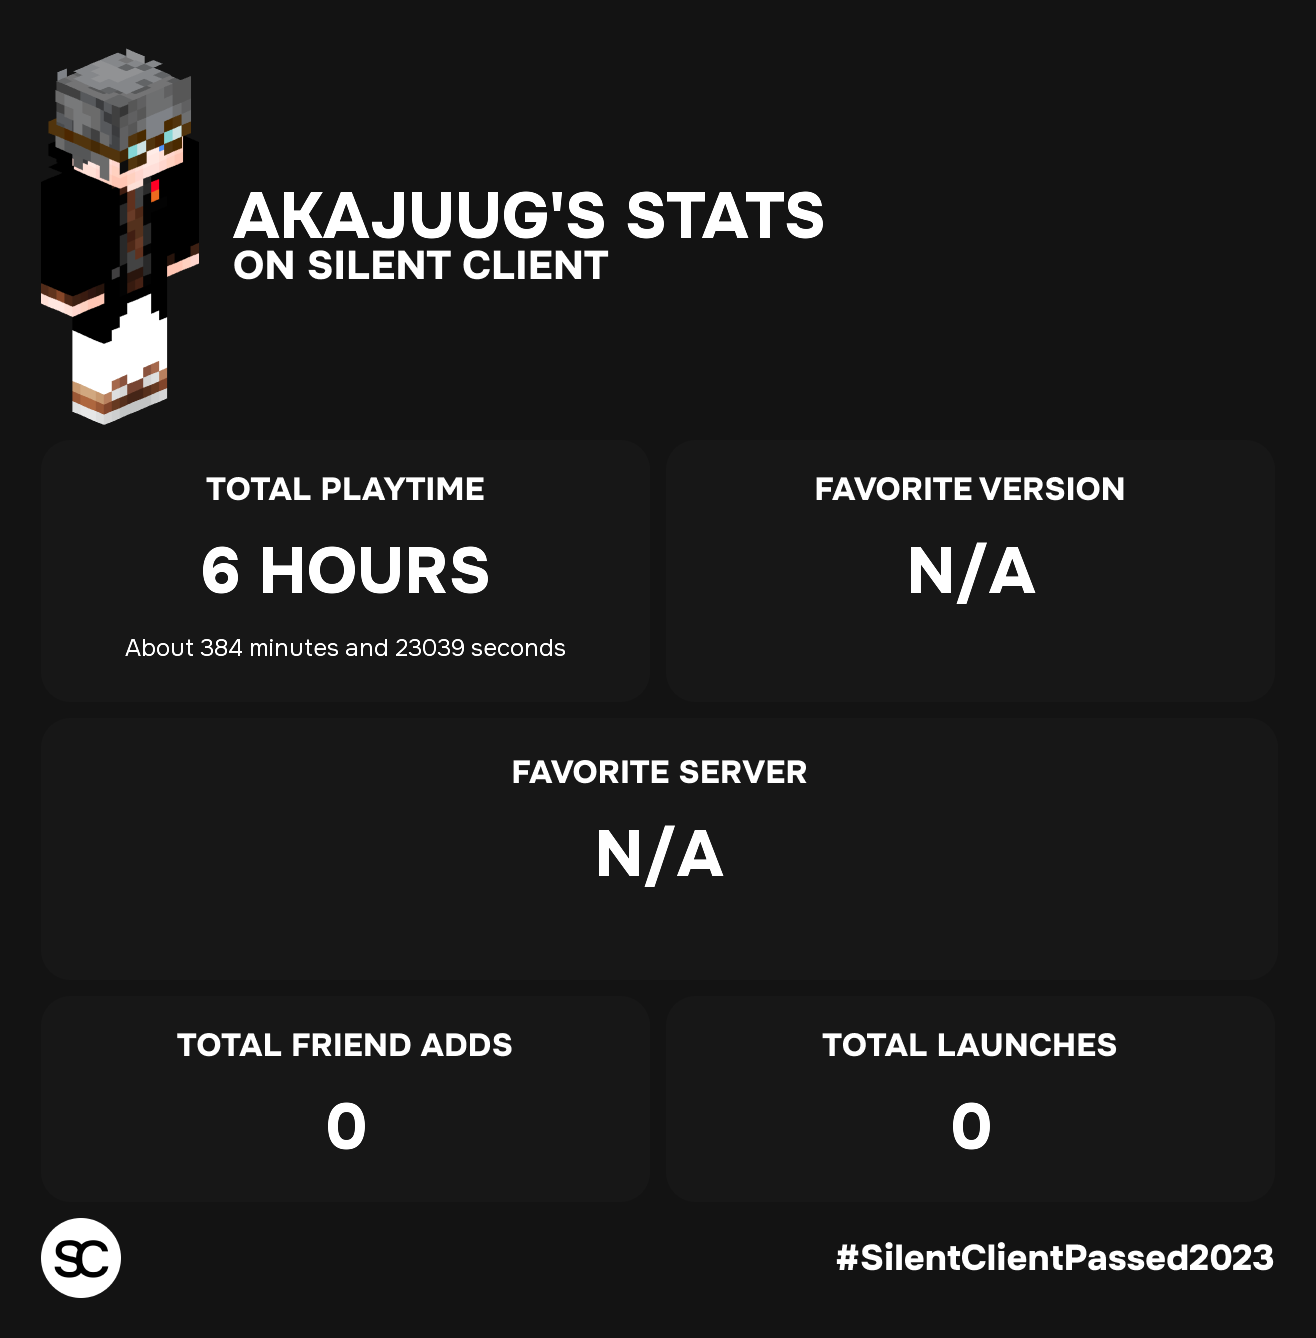 AKAJUUG'S STATS
ON SILENT CLIENT
TOTAL PLAYTIME
6 HOURS
About 384 minutes and 23039 seconds
FAVORITE VERSION
N/A
FAVORITE SERVER
N/A
TOTAL FRIEND ADDS
0
TOTAL LAUNCHES
0
SC
#SilentClientPassed2023